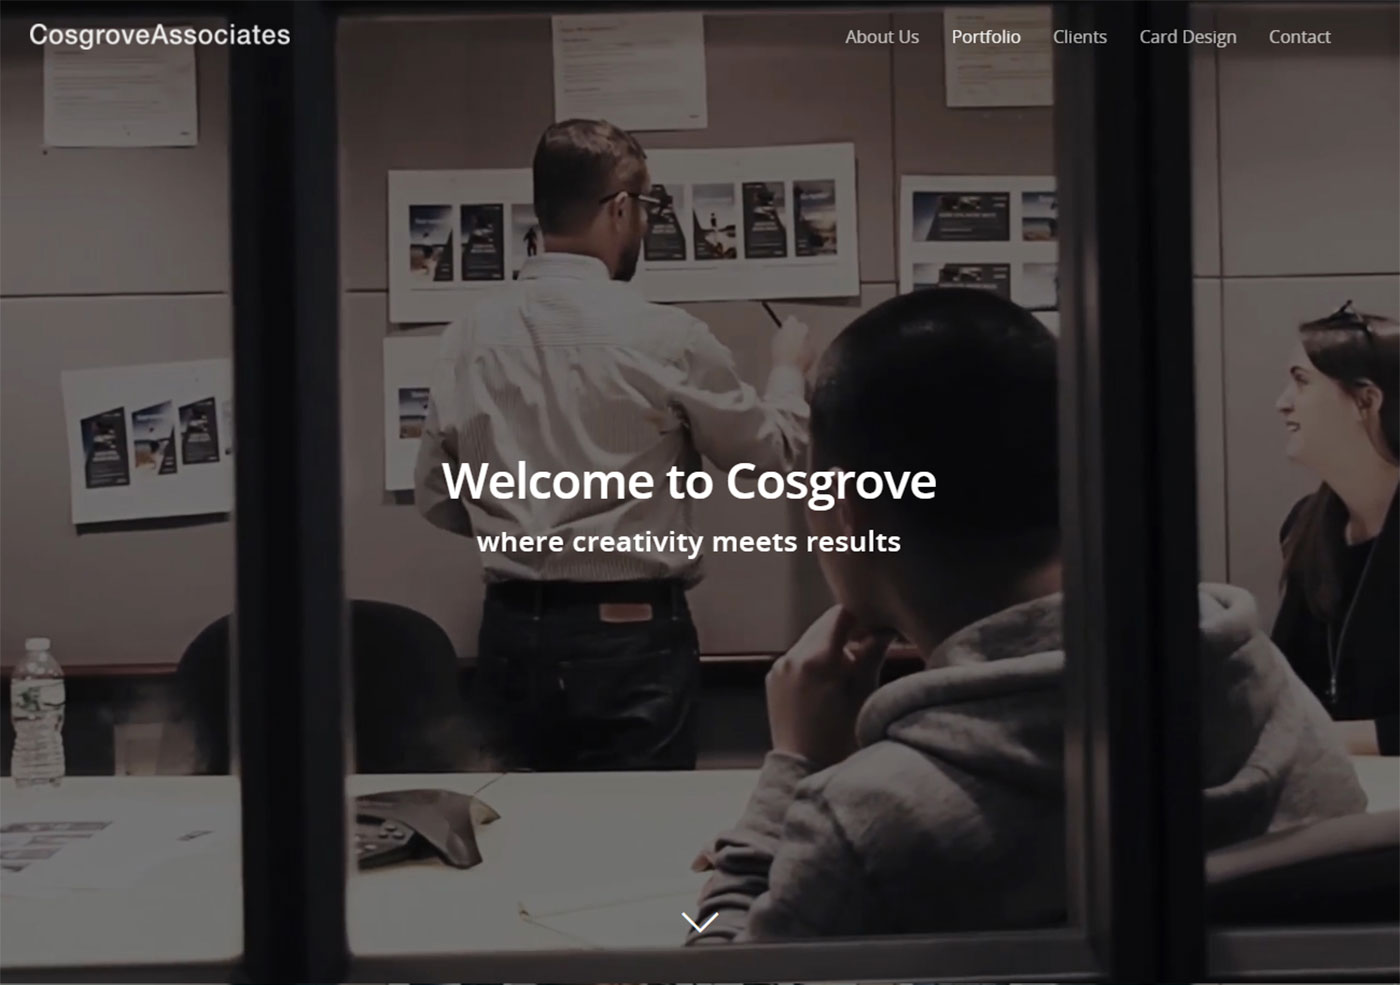 CosgroveAssociates
About Us Portfolio Clients Card Design Contact
Welcome to Cosgrove
where creativity meets results